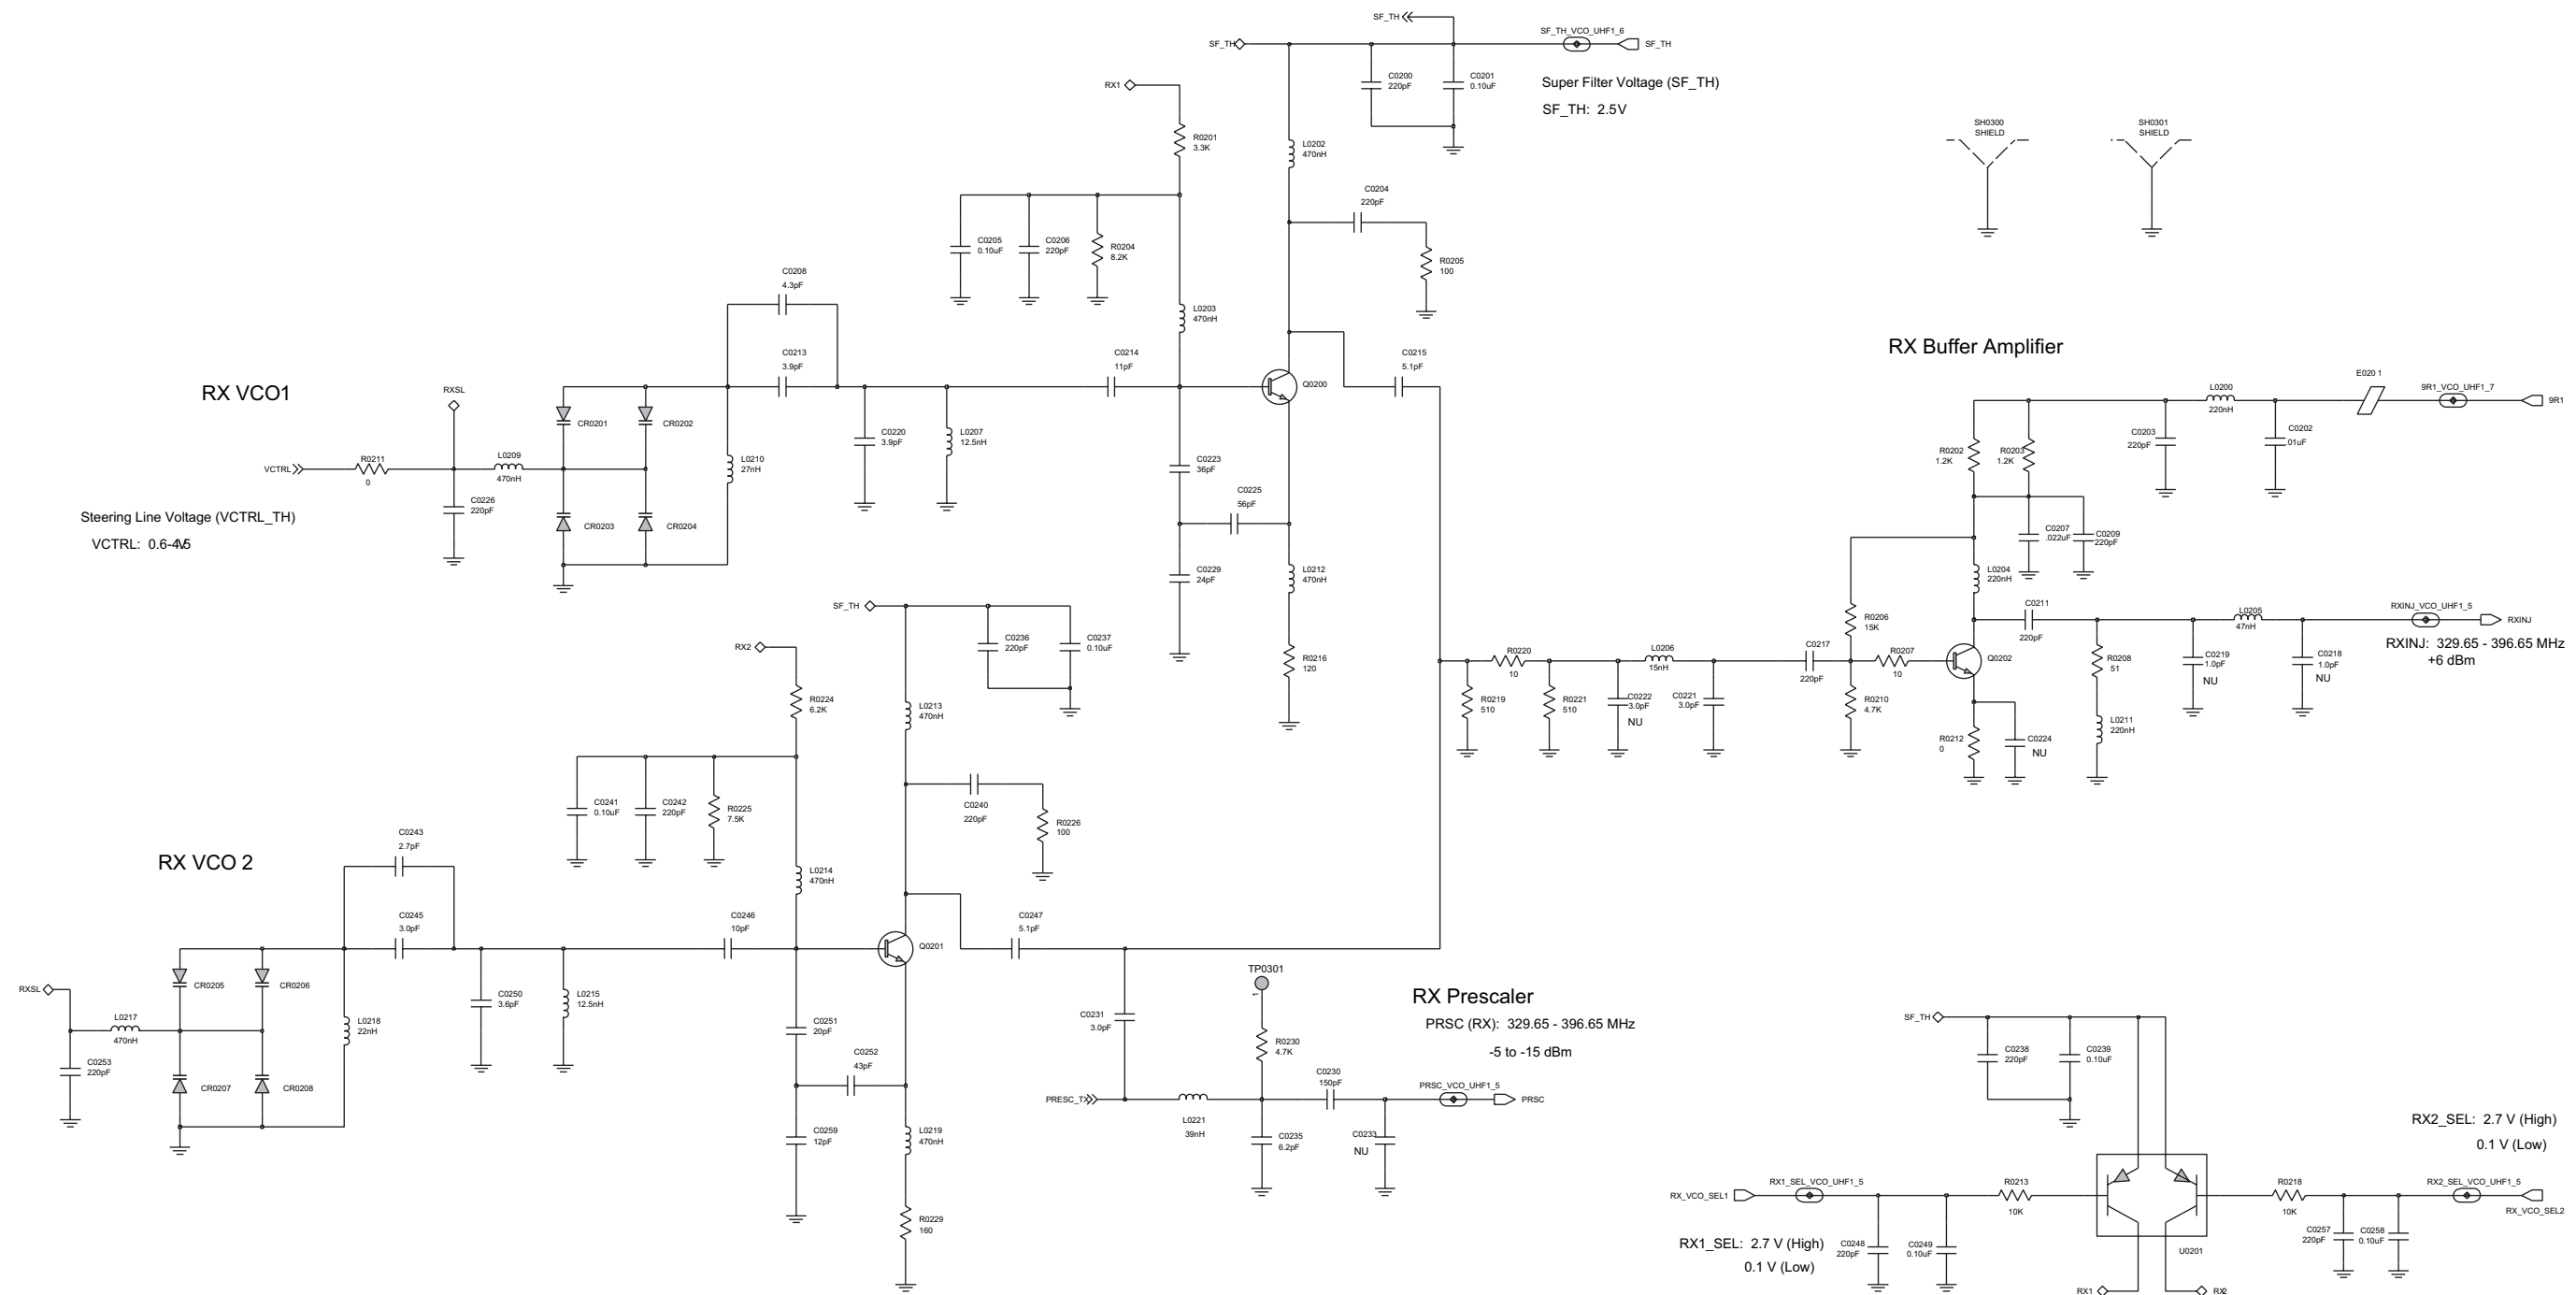 SF_TH
SF_TH
SF_TH_VCO_UHF1_6
SF_TH
C0200
220pF
C0201
0.10uF
Super Filter Voltage (SF_TH)
SF_TH: 2.5V
RX1
R0201
3.3K
L0202
470nH
SH0300
SHIELD
SH0301
SHIELD
C0204
220pF
C0205
0.10uF
C0206
220pF
R0204
8.2K
R0205
100
C0208
4.3pF
L0203
470nH
RX VCO1
RXSL
C0213
3.9pF
C0214
11pF
Q0200
C0215
5.1pF
CR0201
CR0202
C0220
3.9pF
L0207
12.5nH
VCTRL
R0211
0
L0209
470nH
L0210
27nH
C0223
36pF
C0226
220pF
C0225
56pF
Steering Line Voltage (VCTRL_TH)
VCTRL: 0.6-4.5V
CR0203
CR0204
C0229
24pF
L0212
470nH
R0216
120
RX Buffer Amplifier
E020 1
9R1_VCO_UHF1_7
9R1
L0200
220nH
C0203
220pF
C0202
.01uF
R0202
1.2K
R0203
1.2K
C0207
.022uF
C0209
220pF
L0204
220nH
R0206
15K
C0211
220pF
L0205
47nH
RXINJ_VCO_UHF1_5
RXINJ
RXINJ: 329.65 - 396.65 MHz
+6 dBm
R0220
10
L0206
15nH
C0217
220pF
R0207
10
Q0202
R0208
51
C0219
1.0pF
NU
C0218
1.0pF
NU
R0219
510
R0221
510
C0222
3.0pF
NU
C0221
3.0pF
R0210
4.7K
R0212
0
C0224
NU
L0211
220nH
SF_TH
C0236
220pF
C0237
0.10uF
RX2
R0224
6.2K
L0213
470nH
C0241
0.10uF
C0242
220pF
R0225
7.5K
C0240
220pF
R0226
100
C0243
2.7pF
RX VCO 2
L0214
470nH
C0245
3.0pF
C0246
10pF
Q0201
C0247
5.1pF
RXSL
CR0205
CR0206
C0250
3.6pF
L0215
12.5nH
L0217
470nH
L0218
22nH
C0251
20pF
C0253
220pF
CR0207
CR0208
C0252
43pF
C0259
12pF
L0219
470nH
R0229
160
TP0301
1
RX Prescaler
PRSC (RX): 329.65 - 396.65 MHz
-5 to -15 dBm
C0231
3.0pF
R0230
4.7K
C0230
150pF
PRSC_VCO_UHF1_5
PRESC_TX
PRSC
L0221
39nH
C0235
6.2pF
C0233
NU
SF_TH
C0238
220pF
C0239
0.10uF
RX2_SEL: 2.7 V (High)
0.1 V (Low)
RX_VCO_SEL1
RX1_SEL_VCO_UHF1_5
R0213
10K
R0218
10K
RX2_SEL_VCO_UHF1_5
RX_VCO_SEL2
RX1_SEL: 2.7 V (High)
0.1 V (Low)
C0248
220pF
C0249
0.10uF
U0201
C0257
220pF
C0258
0.10uF
RX1
RX2